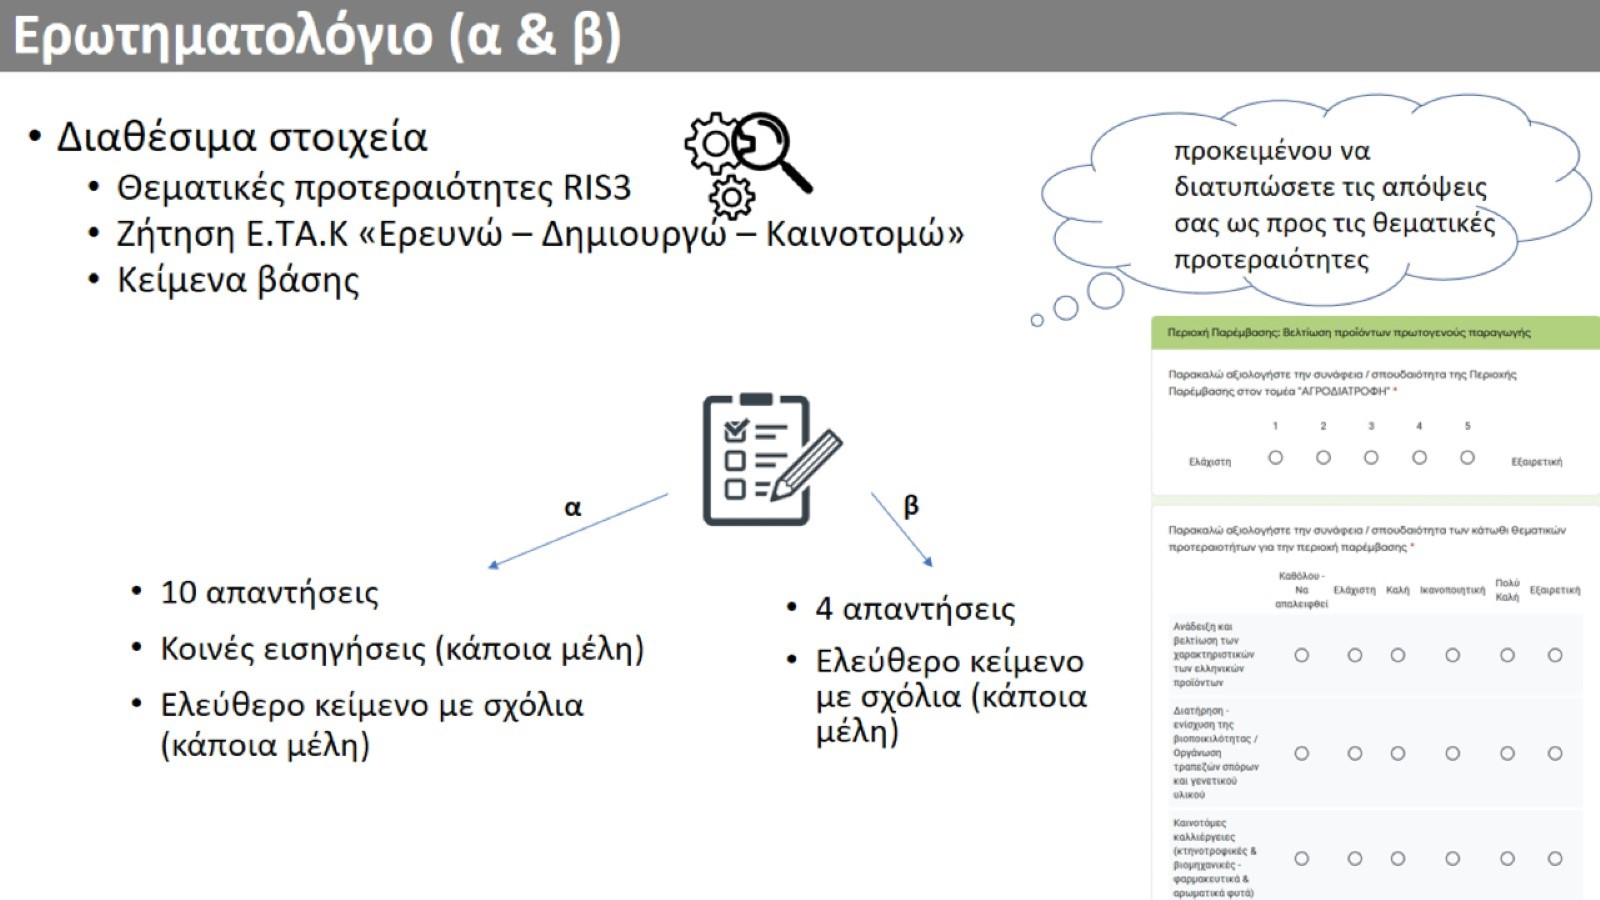 Ερωτηματολόγιο (α & β)
• Διαθέσιμα στοιχεία
• Θεματικές προτεραιότητες RIS3
• Ζήτηση Ε.ΤΑ.Κ «Ερευνώ – Δημιουργώ – Καινοτομώ»
• Κείμενα βάσης
προκειμένου να
διατυπώσετε τις απόψεις
σας ως προς τις θεματικές
προτεραιότητες
α
• 10 απαντήσεις
• Κοινές εισηγήσεις (κάποια μέλη)
• Ελεύθερο κείμενο με σχόλια
(κάποια μέλη)
β
• 4 απαντήσεις
• Ελεύθερο κείμενο
με σχόλια (κάποια
μέλη)
Περιοχή Παρέμβασης: Βελτίωση προϊόντων πρωτογενούς παραγωγής
Παρακαλώ αξιολογήστε την συνάφεια / σπουδαιότητα της Περιοχής
Παρέμβασης στον τομέα "ΑΓΡΟΔΙΑΤΡΟΦΗ" *
1 2 3 4 5
Ελάχιστη Εξαιρετική
Παρακαλώ αξιολογήστε την συνάφεια / σπουδαιότητα των κάτωθι θεματικών
προτεραιοτήτων για την περιοχή παρέμβασης *
Καθόλου -
Να
απαλειφθεί
Ελάχιστη
Καλή
Ικανοποιητική
Πολύ
Καλή
Εξαιρετική
Ανάδειξη και
βελτίωση των
χαρακτηριστικών
των ελληνικών
προϊόντων
Διατήρηση -
ενίσχυση της
βιοποικιλότητας /
Οργάνωση
τραπεζών σπόρων
και γενετικού
υλικού
Καινοτόμες
καλλιέργειες
(κτηνοτροφικές &
βιομηχανικές -
φαρμακευτικά &
αρωματικά φυτά)